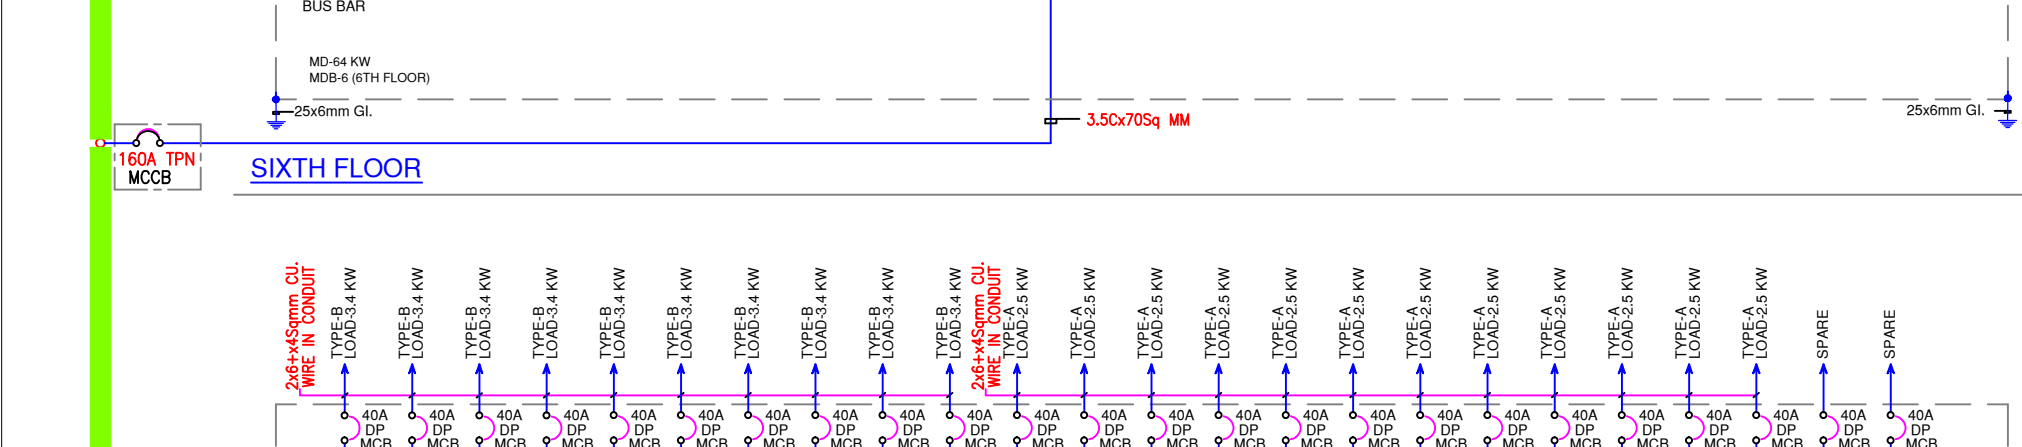 BUS BAR
MD-64 KW
MDB-6 (6TH FLOOR)
25x6mm GI.
25x6mm GI.
3.5Cx70Sq MM
160A TPN
MCCB
SIXTH FLOOR
2x6+x4Sqmm CU.
WIRE IN CONDUIT
TYPE-B
LOAD-3.4 KW
TYPE-B
LOAD-3.4 KW
TYPE-B
LOAD-3.4 KW
TYPE-B
LOAD-3.4 KW
TYPE-B
LOAD-3.4 KW
TYPE-B
LOAD-3.4 KW
TYPE-B
LOAD-3.4 KW
TYPE-B
LOAD-3.4 KW
TYPE-B
LOAD-3.4 KW
TYPE-B
LOAD-3.4 KW
2x6+x4Sqmm CU.
WIRE IN CONDUIT
TYPE-A
LOAD-2.5 KW
TYPE-A
LOAD-2.5 KW
TYPE-A
LOAD-2.5 KW
TYPE-A
LOAD-2.5 KW
TYPE-A
LOAD-2.5 KW
TYPE-A
LOAD-2.5 KW
TYPE-A
LOAD-2.5 KW
TYPE-A
LOAD-2.5 KW
TYPE-A
LOAD-2.5 KW
TYPE-A
LOAD-2.5 KW
TYPE-A
LOAD-2.5 KW
TYPE-A
LOAD-2.5 KW
SPARE
SPARE
40A 40A 40A 40A 40A 40A 40A 40A 40A 40A 40A 40A 40A 40A 40A 40A 40A 40A 40A 40A 40A 40A 40A 40A
DP DP DP DP DP DP DP DP DP DP DP DP DP DP DP DP DP DP DP DP DP DP DP DP
MCB MCB MCB MCB MCB MCB MCB MCB MCB MCB MCB MCB MCB MCB MCB MCB MCB MCB MCB MCB MCB MCB MCB MCB